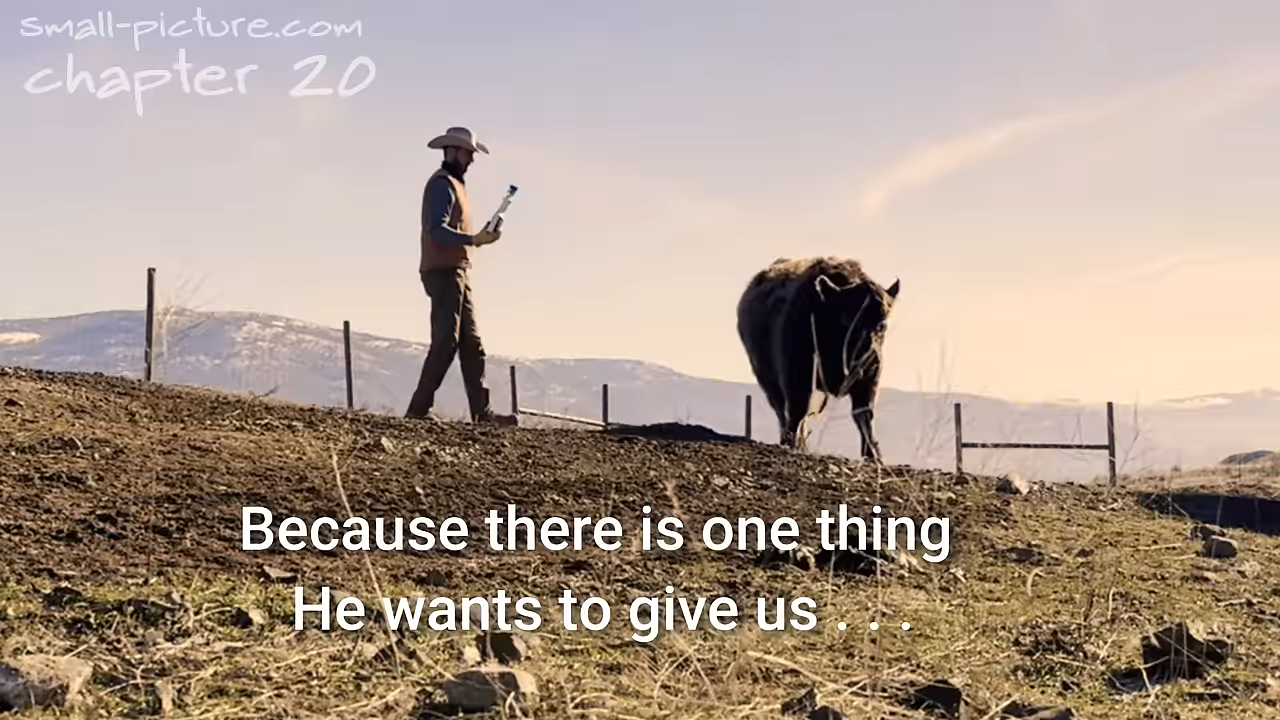 small-picture.com
chapter 20
Because there is one thing
He wants to give us . . .